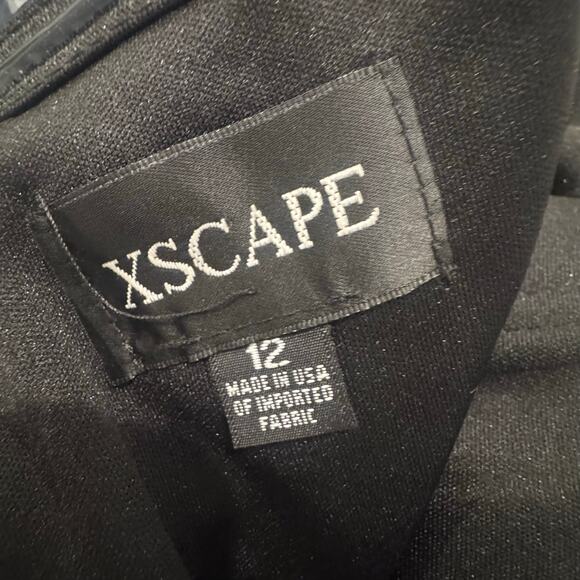 XSCAPE
12
MADE IN USA
OF IMPORTED
FABRIC